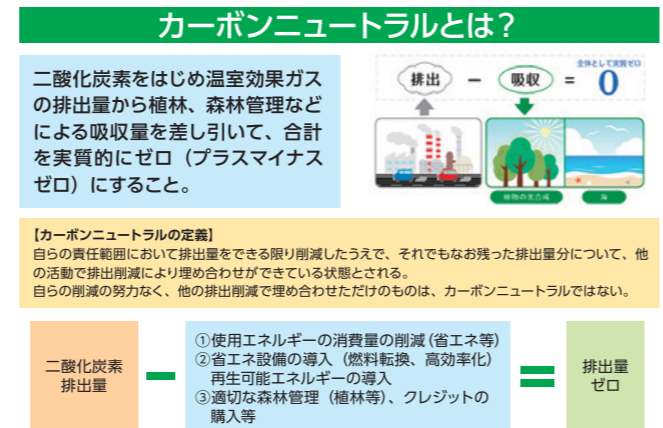 カーボンニュートラルとは？
二酸化炭素をはじめ温室効果ガス
の排出量から植林、森林管理など
による吸収量を差し引いて、合計
を実質的にゼロ（プラスマイナス
ゼロ）にすること。
全体として実質ゼロ
排出 － 吸収 ＝ 0
植物の光合成
海
【カーボンニュートラルの定義】
自らの責任範囲において排出量をできる限り削減したうえで、それでもなお残った排出量分について、他
の活動で排出削減により埋め合わせができている状態とされる。
自らの削減の努力なく、他の排出削減で埋め合わせただけのものは、カーボンニュートラルではない。
二酸化炭素
排出量
－
①使用エネルギーの消費量の削減（省エネ等）
②省エネ設備の導入（燃料転換、高効率化）
再生可能エネルギーの導入
③適切な森林管理（植林等）、クレジットの
購入等
＝
排出量
ゼロ